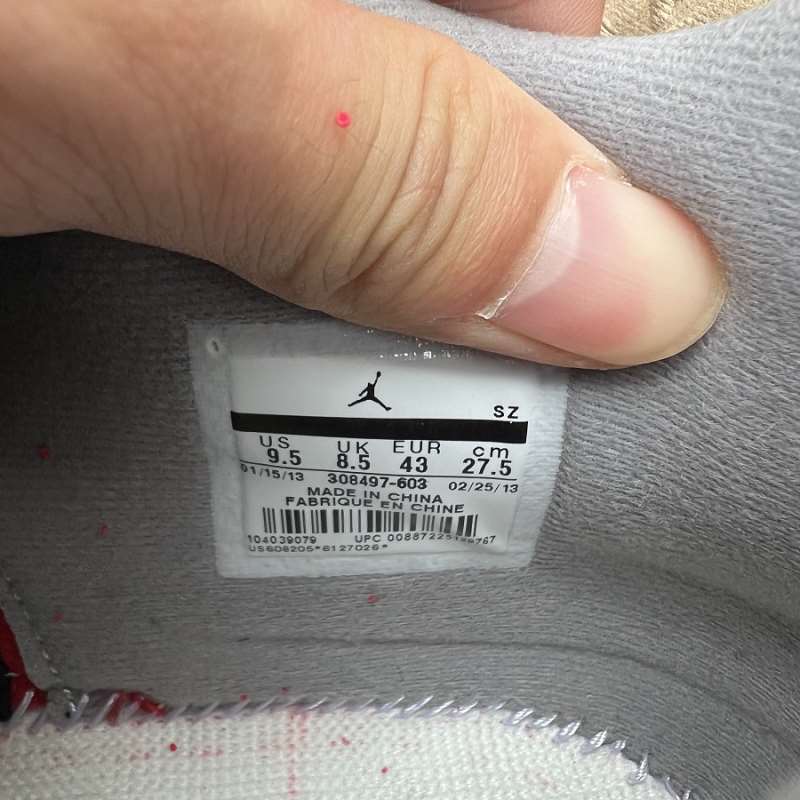 SZ
US UK EUR cm
9.5 8.5 43 27.5
01/15/13 308497-603 02/25/13
MADE IN CHINA
FABRIQUE EN CHINE
104039079 UPC
US608205*6127026*